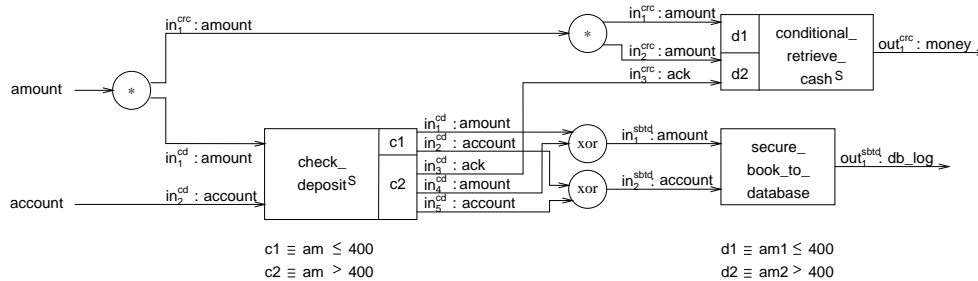 in₁ᶜʳᶜ : amount
in₁ᶜʳᶜ : amount
*
d1
conditional_
retrieve_
cashS
out₁ᶜʳᶜ : money
in₂ᶜʳᶜ : amount
d2
in₃ᶜʳᶜ : ack
amount
*
in₁ᶜᵈ : amount
check_
depositS
c1
c2
in₁ᶜᵈ : amount
in₂ᶜᵈ : account
in₃ᶜᵈ : ack
in₄ᶜᵈ : amount
in₅ᶜᵈ : account
xor
xor
in₁ˢᵇᵗᵈ : amount
in₂ˢᵇᵗᵈ : account
secure_
book_to_
database
out₁ˢᵇᵗᵈ : db_log
account
in₂ᶜᵈ : account
c1 ≡ am ≤ 400
c2 ≡ am > 400
d1 ≡ am1 ≤ 400
d2 ≡ am2 > 400